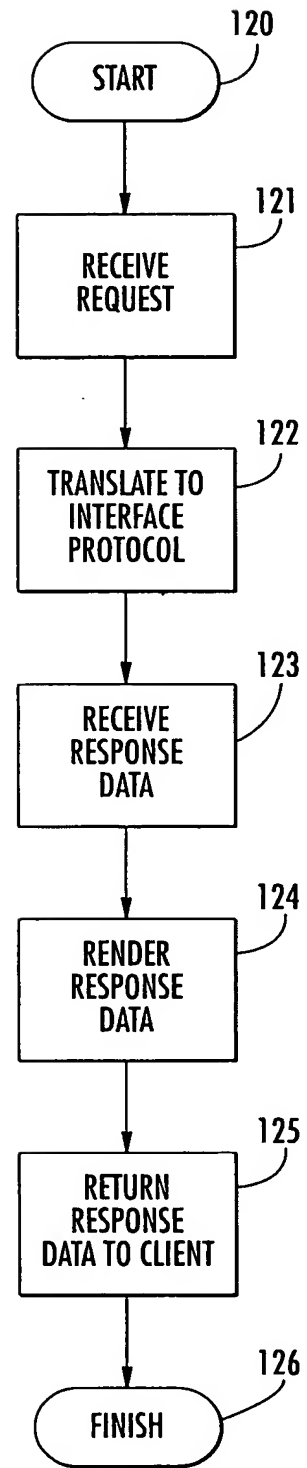 120
START
121
RECEIVE
REQUEST
122
TRANSLATE TO
INTERFACE
PROTOCOL
123
RECEIVE
RESPONSE
DATA
124
RENDER
RESPONSE
DATA
125
RETURN
RESPONSE
DATA TO CLIENT
126
FINISH